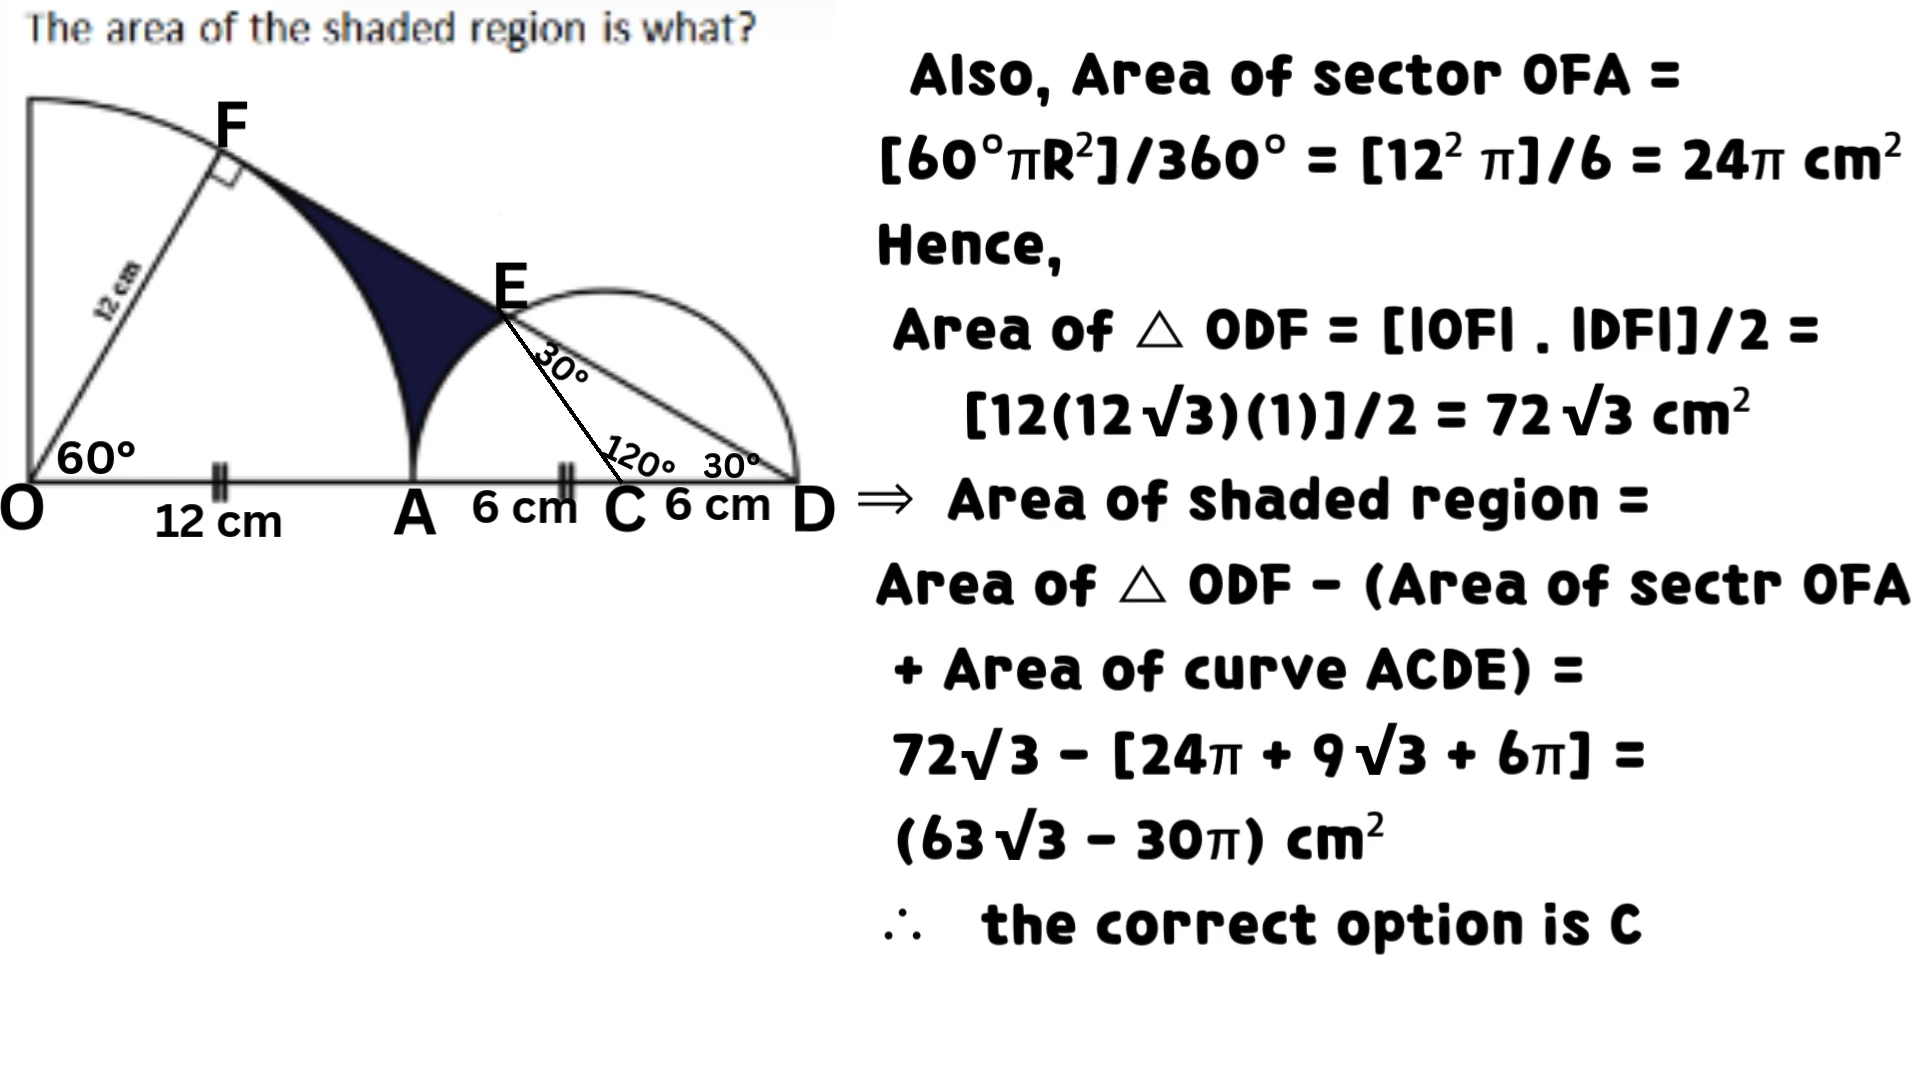 The area of the shaded region is what?
F
12 cm
E
30°
60°
120°
30°
O
12 cm
A
6 cm
C
6 cm
D
Also, Area of sector OFA =
[60°πR²]/360° = [12² π]/6 = 24π cm²
Hence,
Area of △ ODF = [|OF| . |DF|]/2 =
[12(12√3)(1)]/2 = 72√3 cm²
⇒ Area of shaded region =
Area of △ ODF - (Area of sectr OFA
+ Area of curve ACDE) =
72√3 - [24π + 9√3 + 6π] =
(63√3 - 30π) cm²
∴ the correct option is C